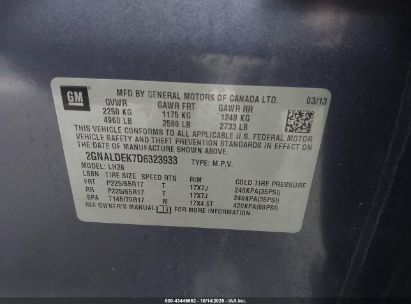 GM
MFD BY GENERAL MOTORS OF CANADA LTD. 03/13
GVWR GAWR FRT GAWR RR
2250 KG 1175 KG 1240 KG
4960 LB 2590 LB 2733 LB
THIS VEHICLE CONFORMS TO ALL APPLICABLE U.S. FEDERAL MOTOR
VEHICLE SAFETY STANDARDS AND THEFT PREVENTION STANDARDS IN EFFECT ON
THE DATE OF MANUFACTURE SHOWN ABOVE.
2GNALDEK7D6323933 TYPE: M.P.V.
MODEL: LH26
TIRE SIZE SPEED RTG RIM COLD TIRE PRESSURE
FRT P225/65R17 T 17X7J 240KPA(35PSI)
RR P225/65R17 T 17X7J 240KPA(35PSI)
SPA T145/70R17 M 17X4.5T 420KPA(60PSI)
SEE OWNER'S MANUAL FOR MORE INFORMATION.